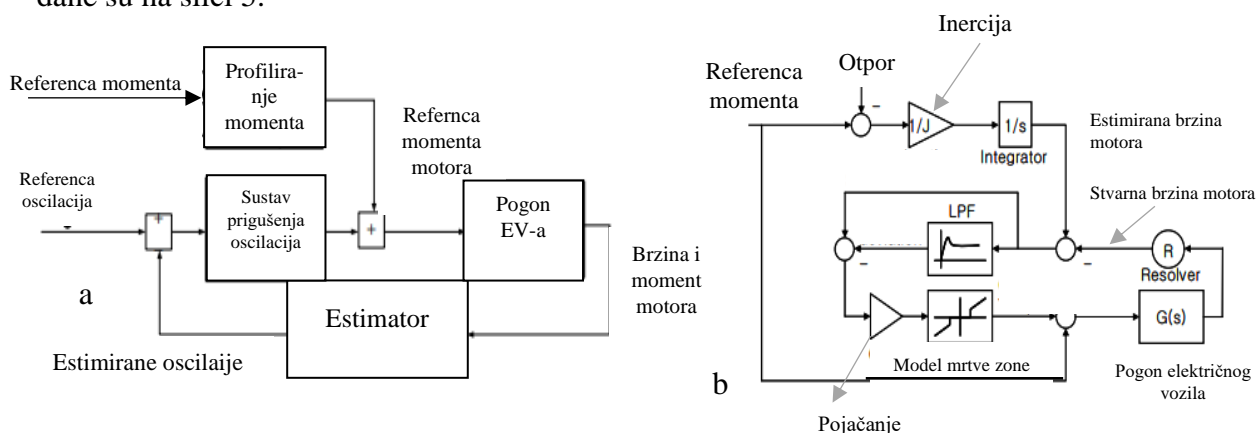 dane su na slici 3.
Referenca momenta
Profilira-
nje
momenta
Refernca
momenta
motora
Referenca
oscilacija
+
Sustav
prigušenja
oscilacija
+
Pogon
EV-a
Brzina i
moment
motora
a
Estimator
Estimirane oscilaije
Inercija
Referenca
momenta
Otpor
-
1/J
1/s
Integrator
Estimirana brzina
motora
Stvarna brzina motora
LPF
-
-
R
Resolver
G(s)
Model mrtve zone
b
Pogon električnog
vozila
Pojačanje